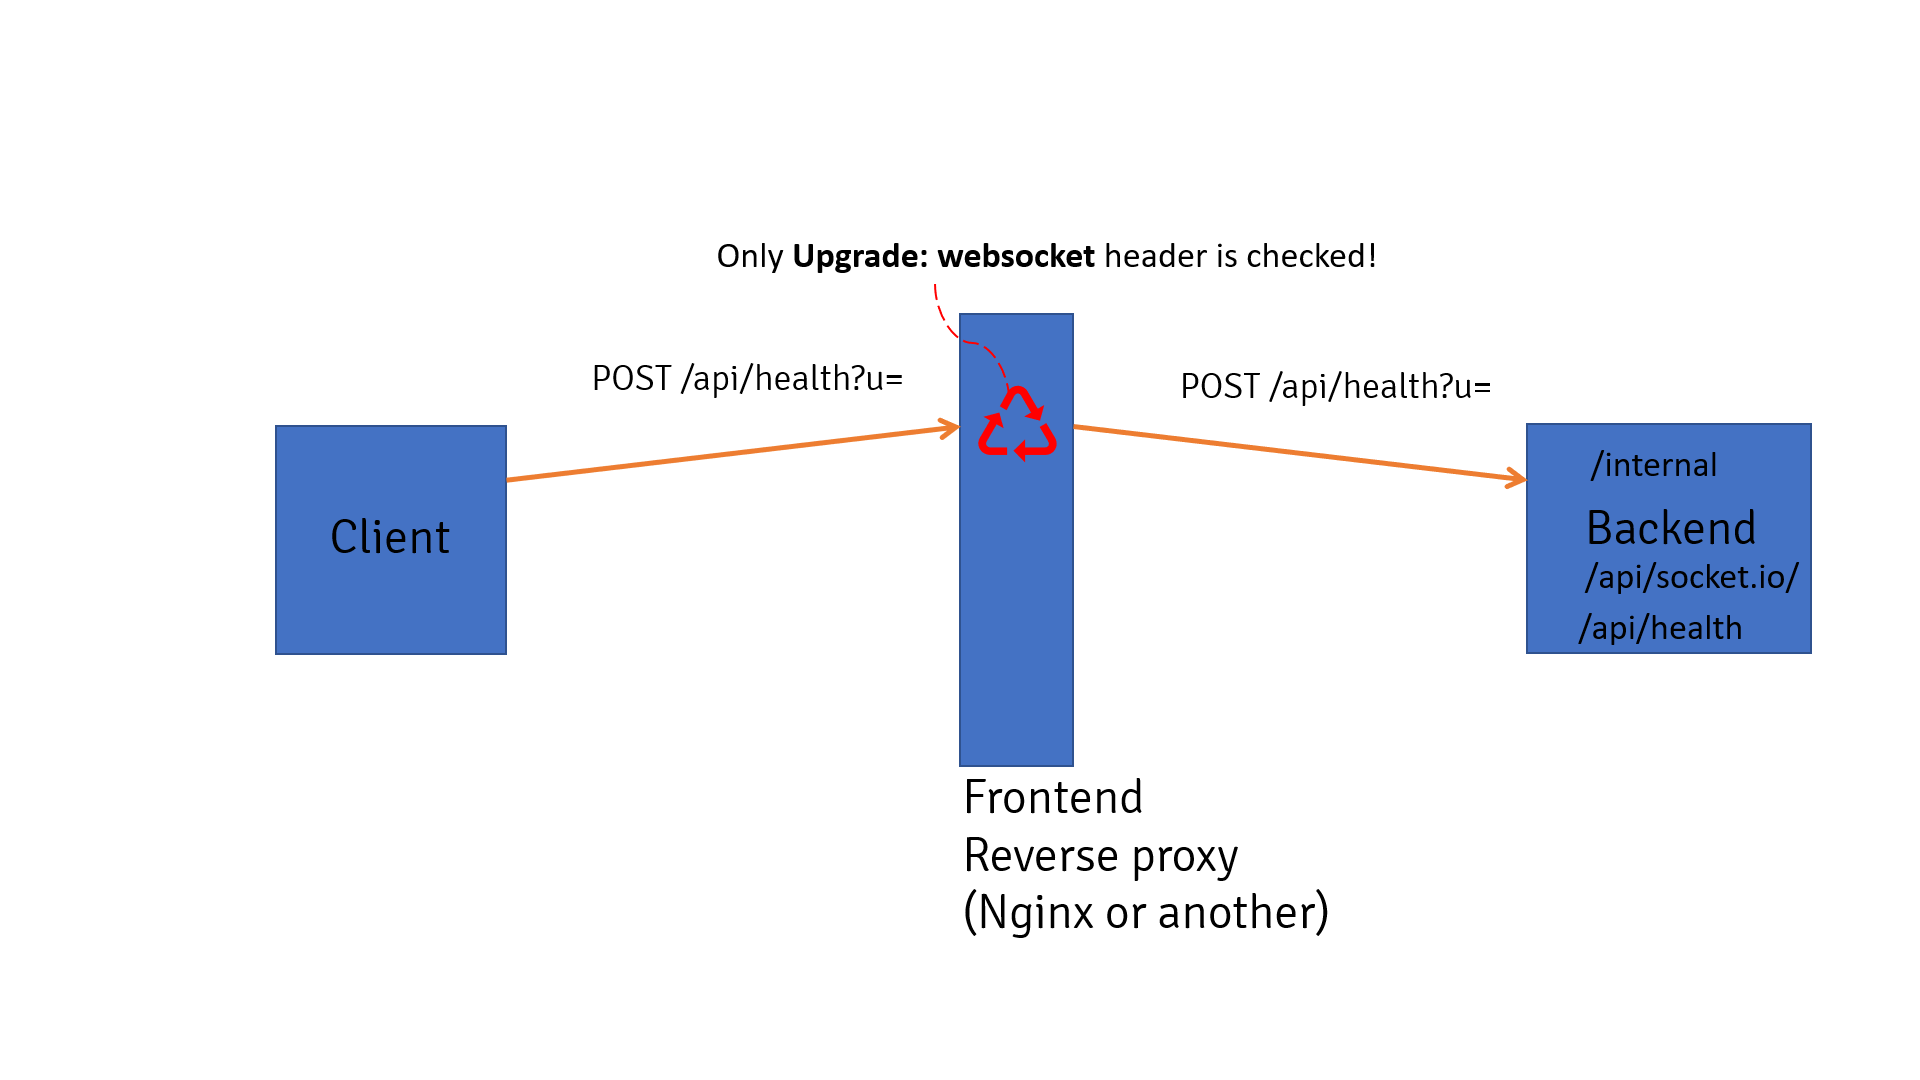 Only Upgrade: websocket header is checked!
POST /api/health?u=
POST /api/health?u=
Client
/internal
Backend
/api/socket.io/
/api/health
Frontend
Reverse proxy
(Nginx or another)